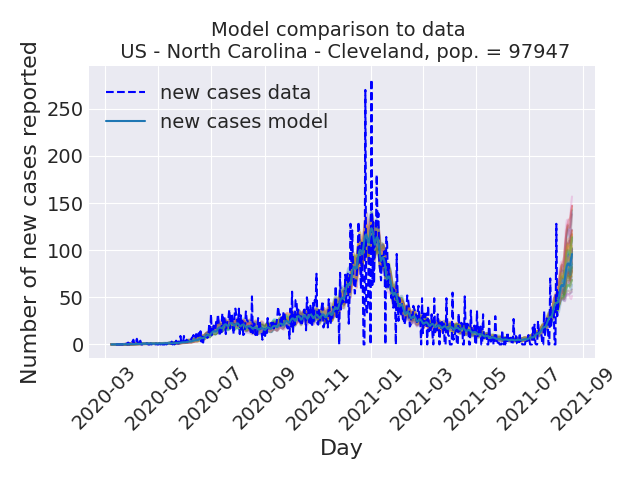 Model comparison to data
US - North Carolina - Cleveland, pop. = 97947
Number of new cases reported
new cases data
new cases model
250
200
150
100
50
0
2020-03
2020-05
2020-07
2020-09
2020-11
2021-01
2021-03
2021-05
2021-07
2021-09
Day